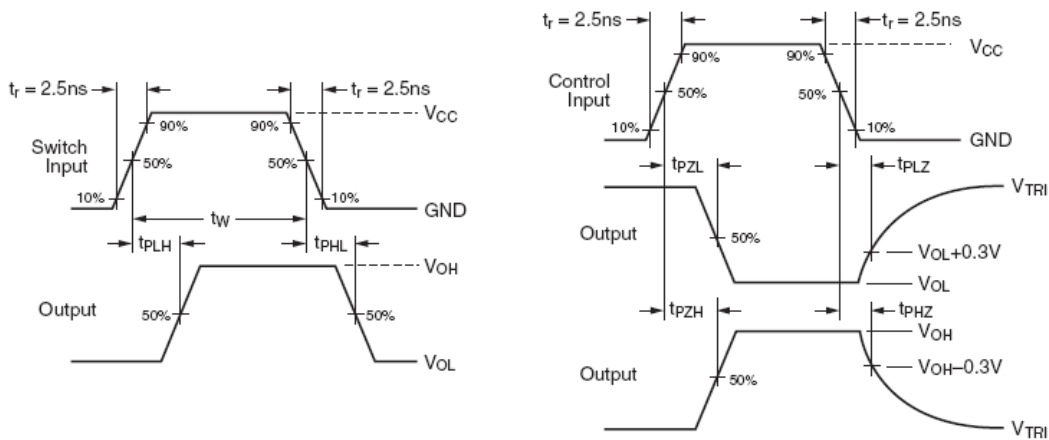 tr = 2.5ns
tr = 2.5ns
VCC
90%
90%
Switch
Input
50%
50%
10%
10%
GND
tW
tPLH
tPHL
VOH
Output
50%
50%
VOL
tr = 2.5ns
tr = 2.5ns
VCC
90%
90%
Control
Input
50%
50%
10%
10%
GND
tPZL
tPLZ
VTRI
Output
50%
VOL+0.3V
VOL
tPZH
tPHZ
VOH
VOH–0.3V
Output
50%
VTRI